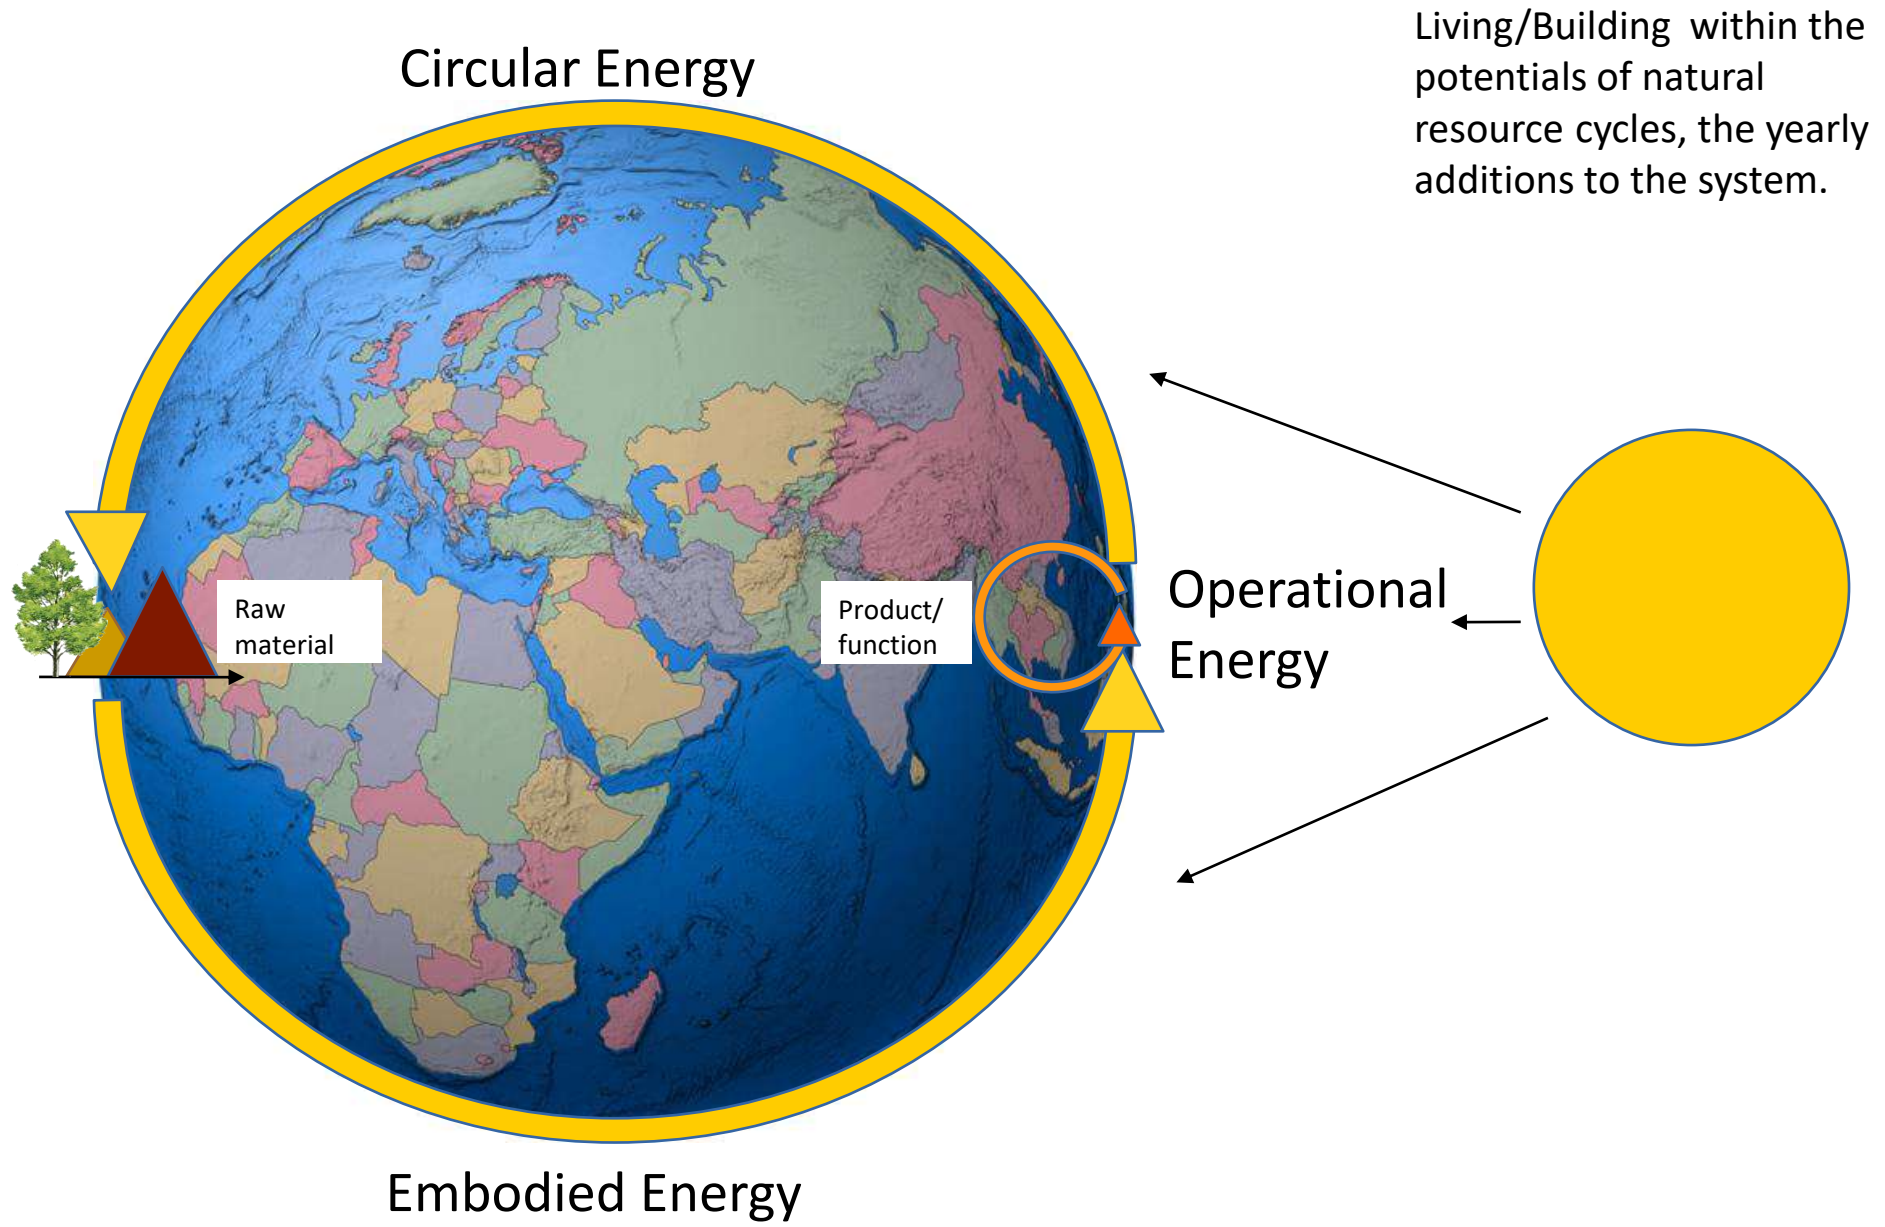 Living/Building within the
potentials of natural
resource cycles, the yearly
additions to the system.
Circular Energy
Raw
material
Product/
function
Operational
Energy
Embodied Energy